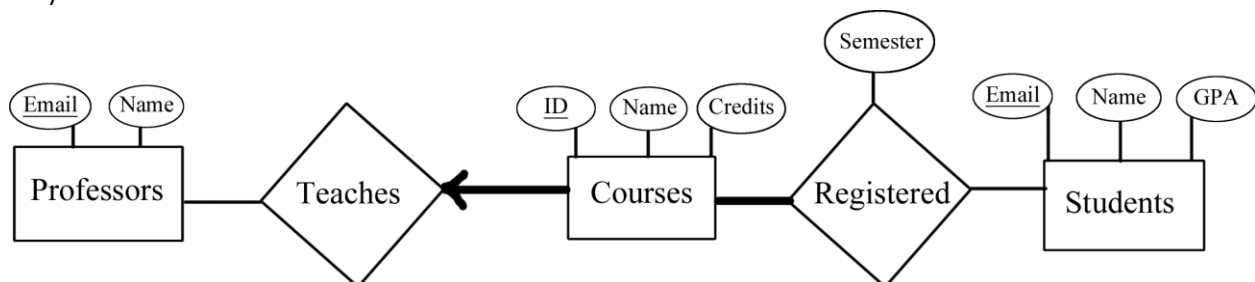 Semester
Email
Name
ID
Name
Credits
Email
Name
GPA
Professors
Teaches
Courses
Registered
Students